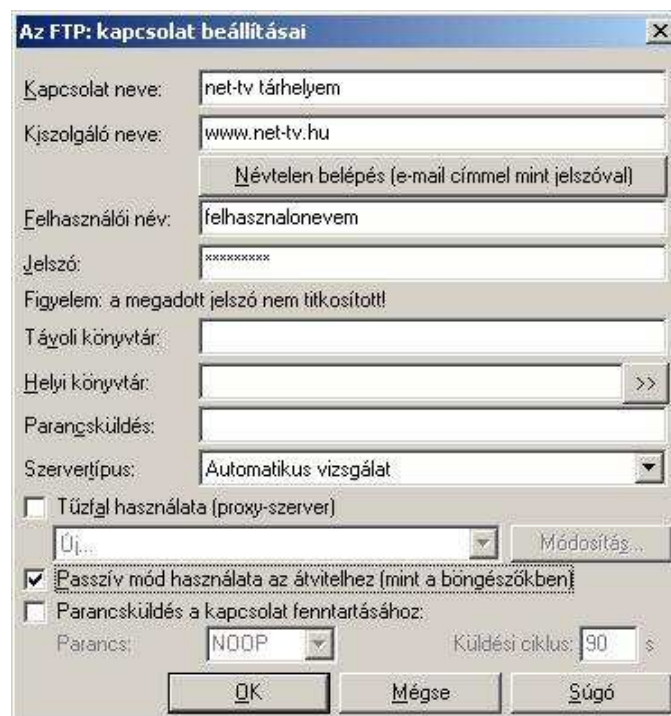 Az FTP: kapcsolat beállításai
Kapcsolat neve: net-tv tárhelyem
Kiszolgáló neve: www.net-tv.hu
Névtelen belépés (e-mail címmel mint jelszóval)
Felhasználói név: felhasznalonevem
Jelszó: *********
Figyelem: a megadott jelszó nem titkosított!
Távoli könyvtár:
Helyi könyvtár: >>
Parancsküldés:
Szervertípus: Automatikus vizsgálat
Tűzfal használata (proxy-szerver)
Új... Módosítás...
Passzív mód használata az átvitelhez (mint a böngészőkben)
Parancsküldés a kapcsolat fenntartásához:
Parancs: NOOP Küldési ciklus: 90 s
OK Mégse Súgó